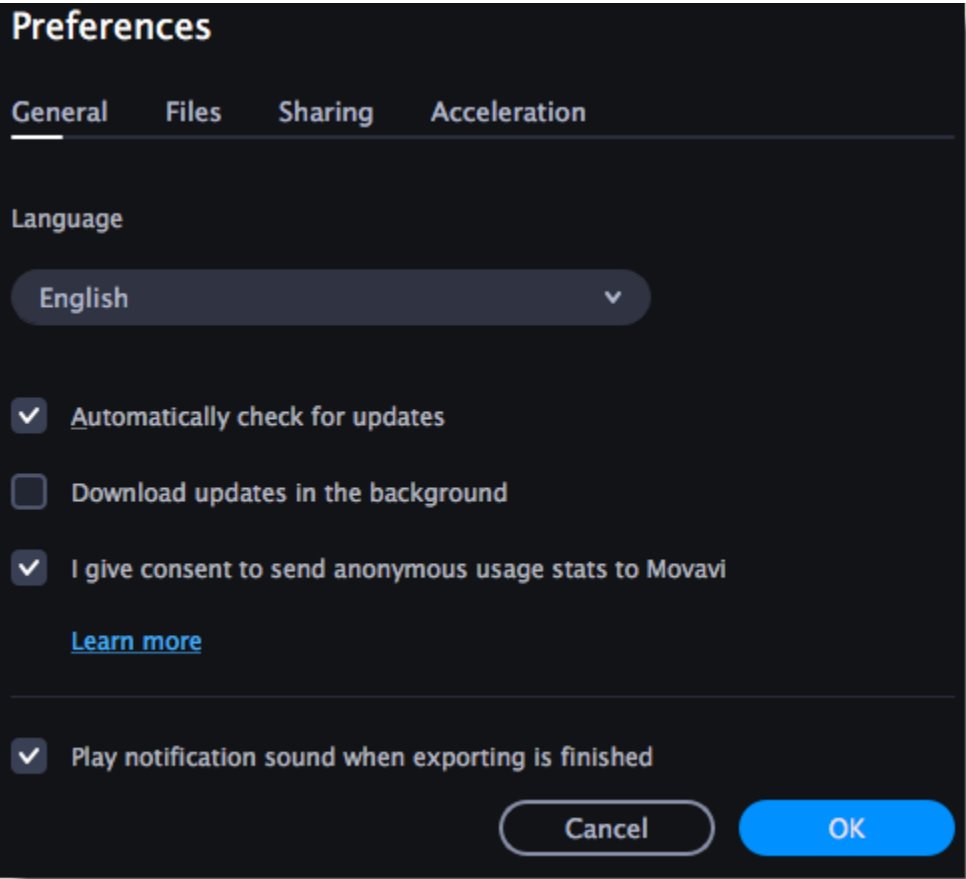 Preferences
General Files Sharing Acceleration
Language
English
Automatically check for updates
Download updates in the background
I give consent to send anonymous usage stats to Movavi
Learn more
Play notification sound when exporting is finished
Cancel OK